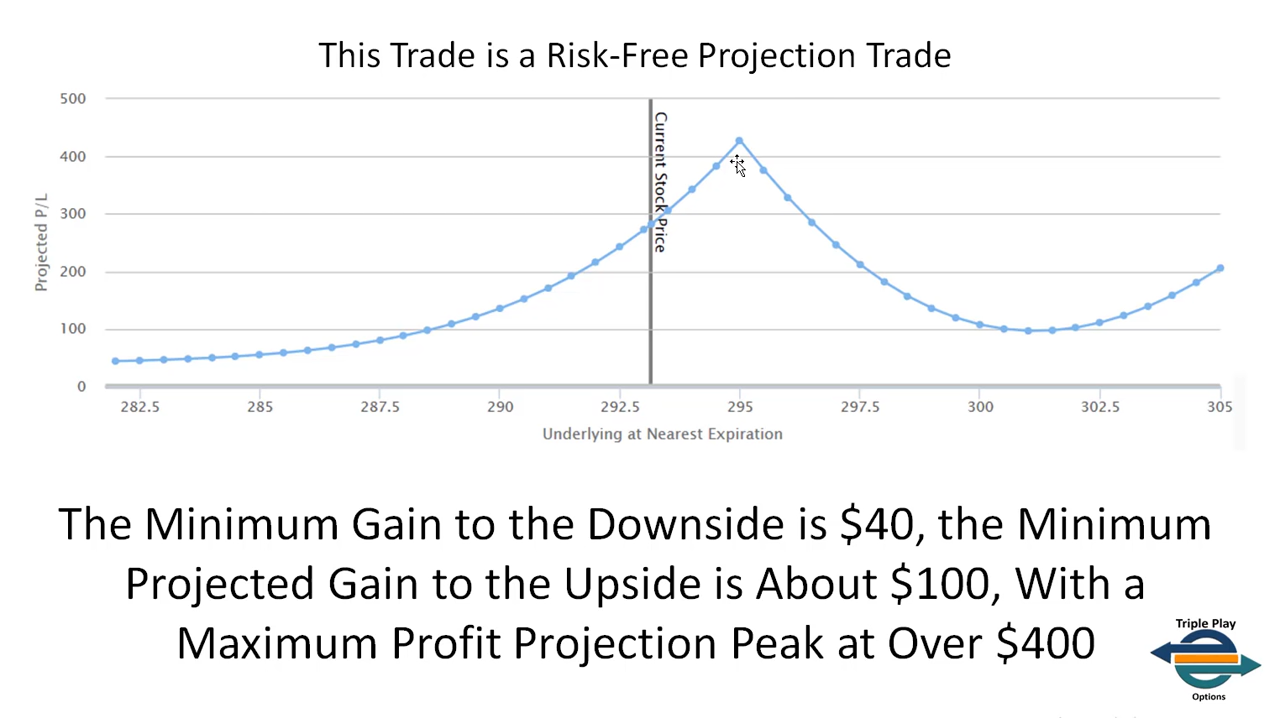 This Trade is a Risk-Free Projection Trade
500
400
300
200
100
0
Projected P/L
Current Stock Price
282.5 285 287.5 290 292.5 295 297.5 300 302.5 305
Underlying at Nearest Expiration
The Minimum Gain to the Downside is $40, the Minimum
Projected Gain to the Upside is About $100, With a
Maximum Profit Projection Peak at Over $400
Triple Play
Options